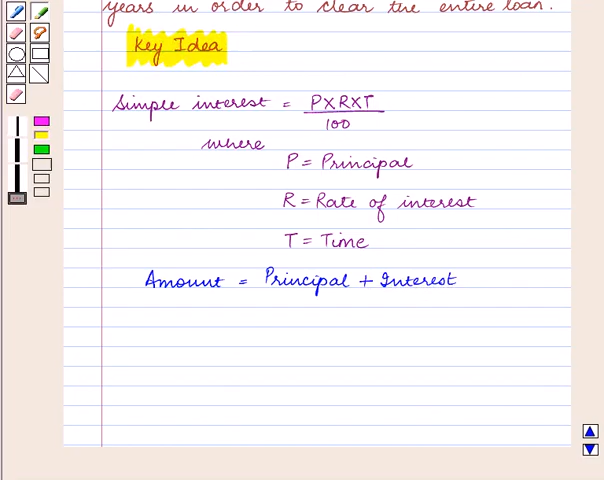 years in order to clear the entire loan.
Key Idea
Simple interest = PXRXT
100
where
P = Principal
R = Rate of interest
T = Time
Amount = Principal + Interest